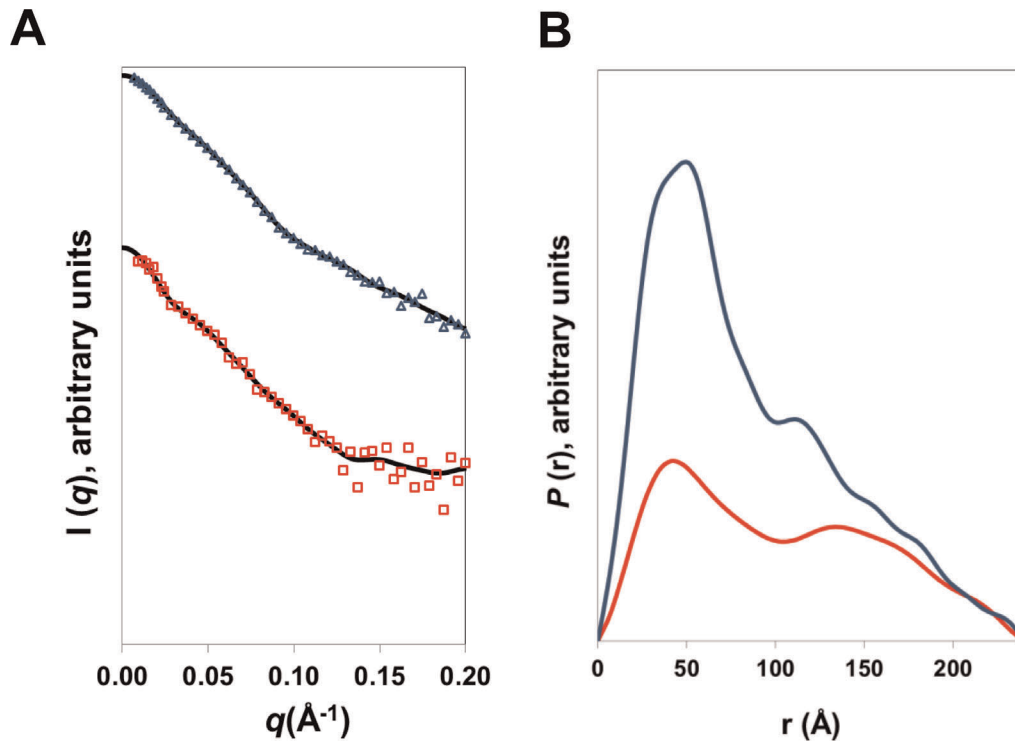 A
I (q), arbitrary units
0.00 0.05 0.10 0.15 0.20
q(Å-1)
B
P (r), arbitrary units
0 50 100 150 200
r (Å)